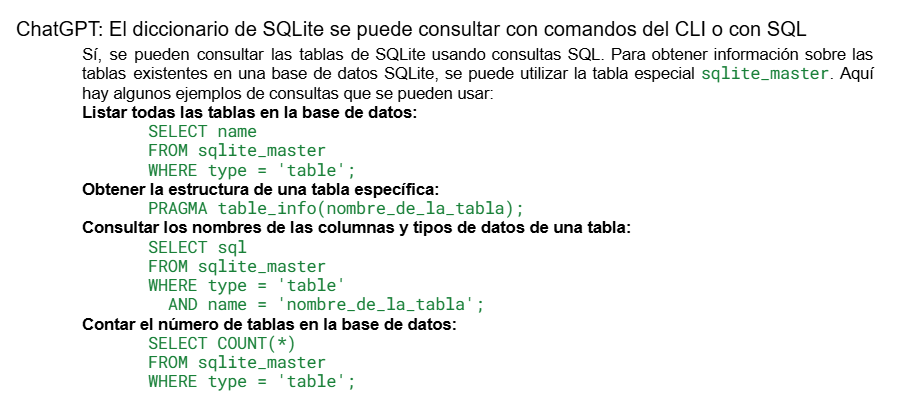 ChatGPT: El diccionario de SQLite se puede consultar con comandos del CLI o con SQL
Sí, se pueden consultar las tablas de SQLite usando consultas SQL. Para obtener información sobre las
tablas existentes en una base de datos SQLite, se puede utilizar la tabla especial sqlite_master. Aquí
hay algunos ejemplos de consultas que se pueden usar:
Listar todas las tablas en la base de datos:
SELECT name
FROM sqlite_master
WHERE type = 'table';
Obtener la estructura de una tabla específica:
PRAGMA table_info(nombre_de_la_tabla);
Consultar los nombres de las columnas y tipos de datos de una tabla:
SELECT sql
FROM sqlite_master
WHERE type = 'table'
AND name = 'nombre_de_la_tabla';
Contar el número de tablas en la base de datos:
SELECT COUNT(*)
FROM sqlite_master
WHERE type = 'table';